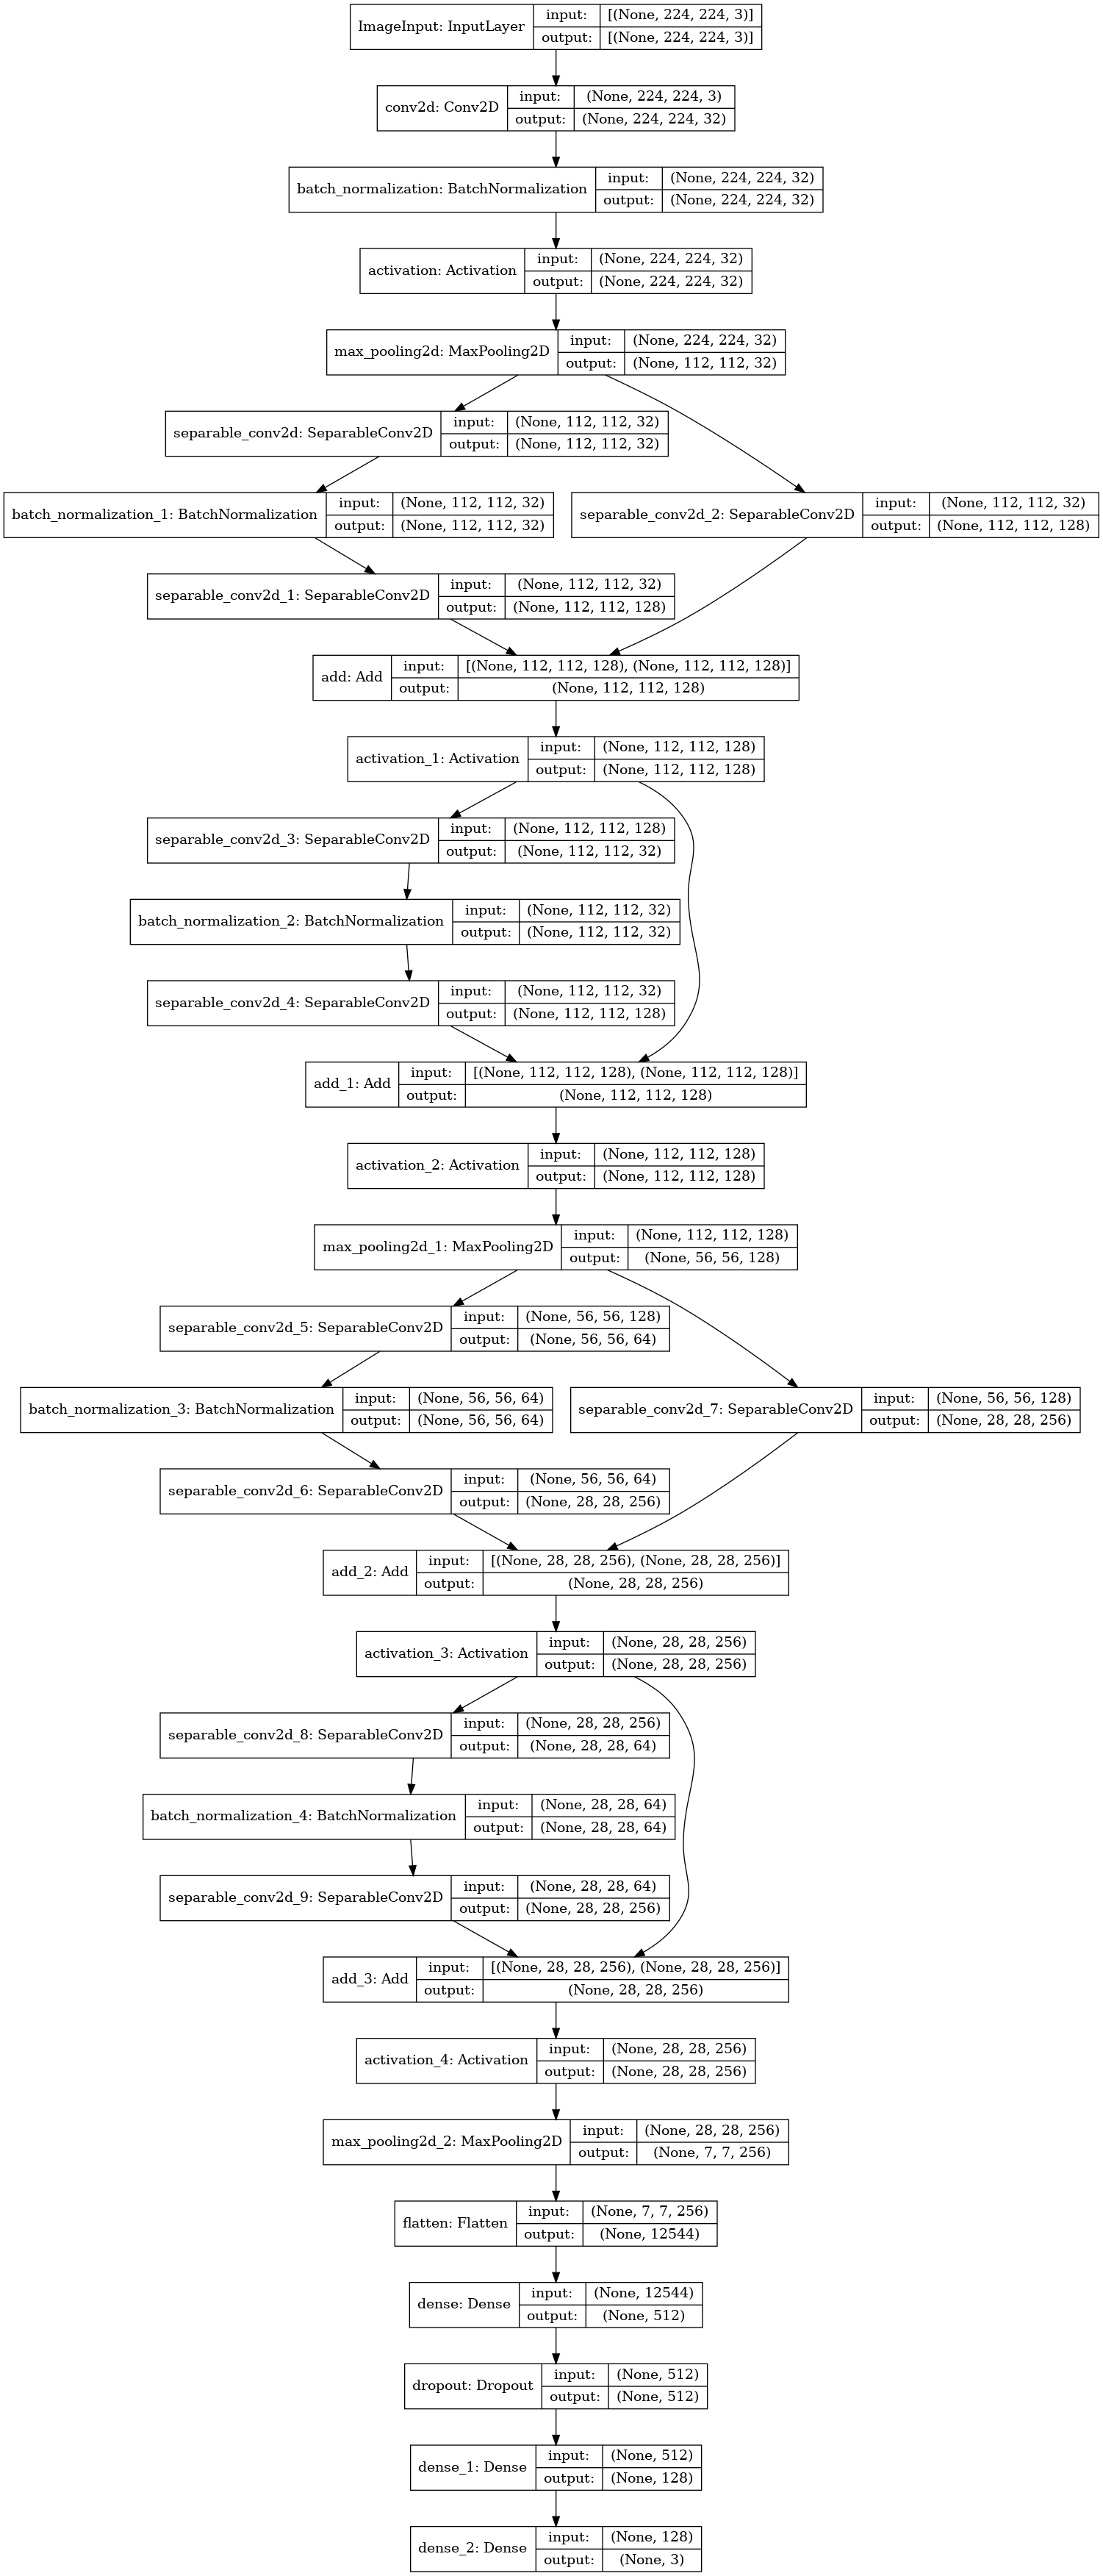 ImageInput: InputLayer
input:
[(None, 224, 224, 3)]
output:
[(None, 224, 224, 3)]
conv2d: Conv2D
input:
(None, 224, 224, 3)
output:
(None, 224, 224, 32)
batch_normalization: BatchNormalization
input:
(None, 224, 224, 32)
output:
(None, 224, 224, 32)
activation: Activation
input:
(None, 224, 224, 32)
output:
(None, 224, 224, 32)
max_pooling2d: MaxPooling2D
input:
(None, 224, 224, 32)
output:
(None, 112, 112, 32)
separable_conv2d: SeparableConv2D
input:
(None, 112, 112, 32)
output:
(None, 112, 112, 32)
batch_normalization_1: BatchNormalization
input:
(None, 112, 112, 32)
output:
(None, 112, 112, 32)
separable_conv2d_2: SeparableConv2D
input:
(None, 112, 112, 32)
output:
(None, 112, 112, 128)
separable_conv2d_1: SeparableConv2D
input:
(None, 112, 112, 32)
output:
(None, 112, 112, 128)
add: Add
input:
[(None, 112, 112, 128), (None, 112, 112, 128)]
output:
(None, 112, 112, 128)
activation_1: Activation
input:
(None, 112, 112, 128)
output:
(None, 112, 112, 128)
separable_conv2d_3: SeparableConv2D
input:
(None, 112, 112, 128)
output:
(None, 112, 112, 32)
batch_normalization_2: BatchNormalization
input:
(None, 112, 112, 32)
output:
(None, 112, 112, 32)
separable_conv2d_4: SeparableConv2D
input:
(None, 112, 112, 32)
output:
(None, 112, 112, 128)
add_1: Add
input:
[(None, 112, 112, 128), (None, 112, 112, 128)]
output:
(None, 112, 112, 128)
activation_2: Activation
input:
(None, 112, 112, 128)
output:
(None, 112, 112, 128)
max_pooling2d_1: MaxPooling2D
input:
(None, 112, 112, 128)
output:
(None, 56, 56, 128)
separable_conv2d_5: SeparableConv2D
input:
(None, 56, 56, 128)
output:
(None, 56, 56, 64)
batch_normalization_3: BatchNormalization
input:
(None, 56, 56, 64)
output:
(None, 56, 56, 64)
separable_conv2d_7: SeparableConv2D
input:
(None, 56, 56, 128)
output:
(None, 28, 28, 256)
separable_conv2d_6: SeparableConv2D
input:
(None, 56, 56, 64)
output:
(None, 28, 28, 256)
add_2: Add
input:
[(None, 28, 28, 256), (None, 28, 28, 256)]
output:
(None, 28, 28, 256)
activation_3: Activation
input:
(None, 28, 28, 256)
output:
(None, 28, 28, 256)
separable_conv2d_8: SeparableConv2D
input:
(None, 28, 28, 256)
output:
(None, 28, 28, 64)
batch_normalization_4: BatchNormalization
input:
(None, 28, 28, 64)
output:
(None, 28, 28, 64)
separable_conv2d_9: SeparableConv2D
input:
(None, 28, 28, 64)
output:
(None, 28, 28, 256)
add_3: Add
input:
[(None, 28, 28, 256), (None, 28, 28, 256)]
output:
(None, 28, 28, 256)
activation_4: Activation
input:
(None, 28, 28, 256)
output:
(None, 28, 28, 256)
max_pooling2d_2: MaxPooling2D
input:
(None, 28, 28, 256)
output:
(None, 7, 7, 256)
flatten: Flatten
input:
(None, 7, 7, 256)
output:
(None, 12544)
dense: Dense
input:
(None, 12544)
output:
(None, 512)
dropout: Dropout
input:
(None, 512)
output:
(None, 512)
dense_1: Dense
input:
(None, 512)
output:
(None, 128)
dense_2: Dense
input:
(None, 128)
output:
(None, 3)